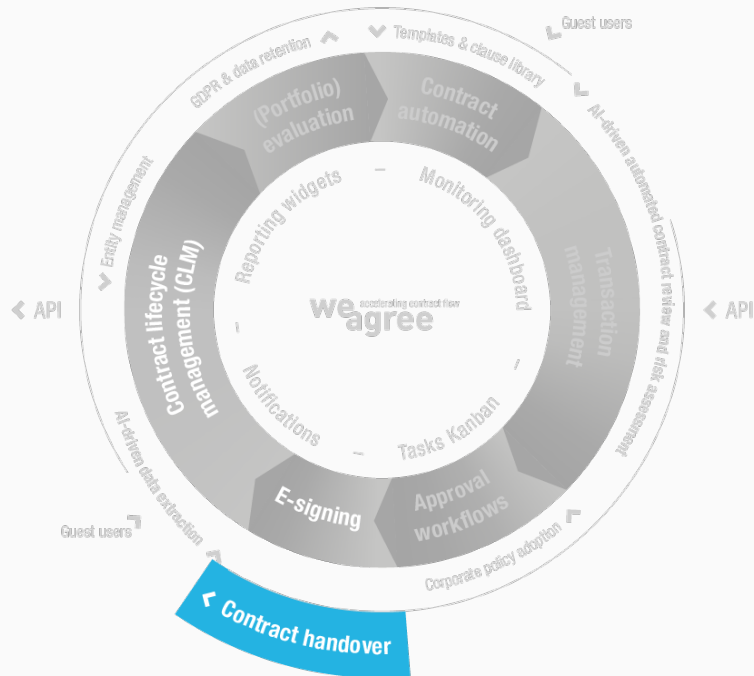 Guest users
Templates & clause library
GDPR & data retention
Contract
automation
(Portfolio)
evaluation
AI-driven automated contract review and risk assessment
Entity management
Reporting widgets
Monitoring dashboard
Transaction
management
Contract lifecycle
management (CLM)
API
weagree
accelerating contract flow
API
Notifications
Tasks Kanban
AI-driven data extraction
E-signing
Approval
workflows
Guest users
Corporate policy adoption
Contract handover